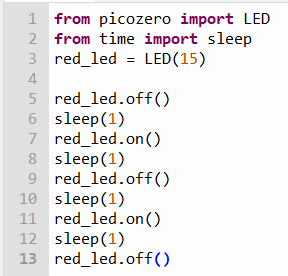 1 from picozero import LED
2 from time import sleep
3 red_led = LED(15)
4
5 red_led.off()
6 sleep(1)
7 red_led.on()
8 sleep(1)
9 red_led.off()
10 sleep(1)
11 red_led.on()
12 sleep(1)
13 red_led.off()